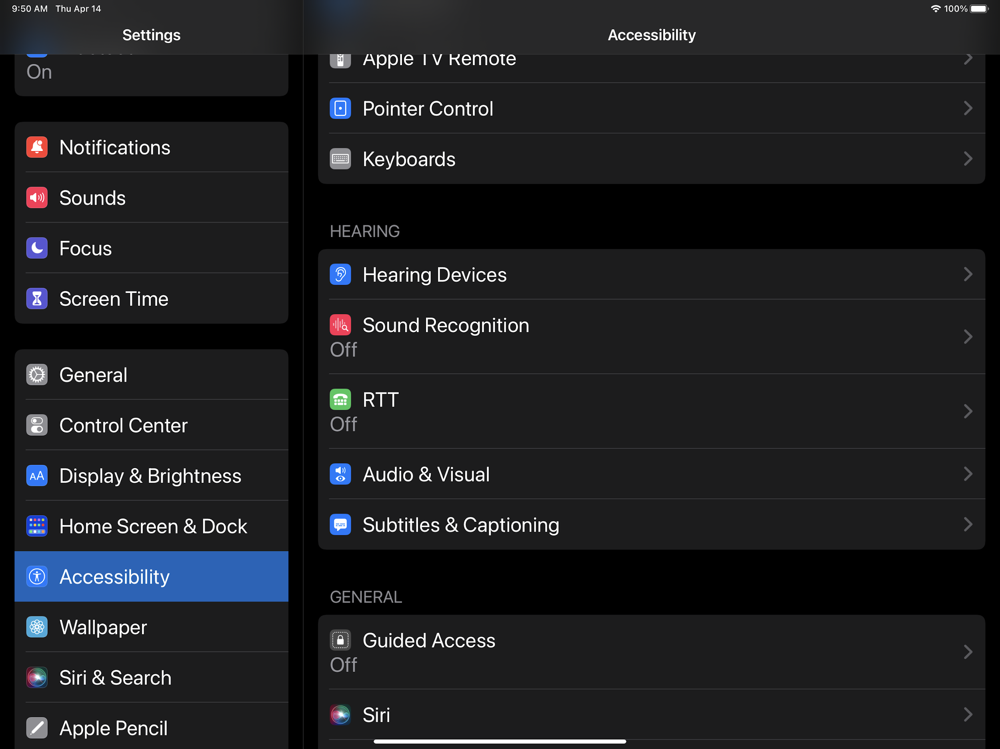 9:50 AM Thu Apr 14
100%
Settings
On
Notifications
Sounds
Focus
Screen Time
General
Control Center
AA Display & Brightness
Home Screen & Dock
Accessibility
Wallpaper
Siri & Search
Apple Pencil
Accessibility
Apple TV Remote
Pointer Control
Keyboards
HEARING
Hearing Devices
Sound Recognition
Off
RTT
Off
Audio & Visual
Subtitles & Captioning
GENERAL
Guided Access
Off
Siri